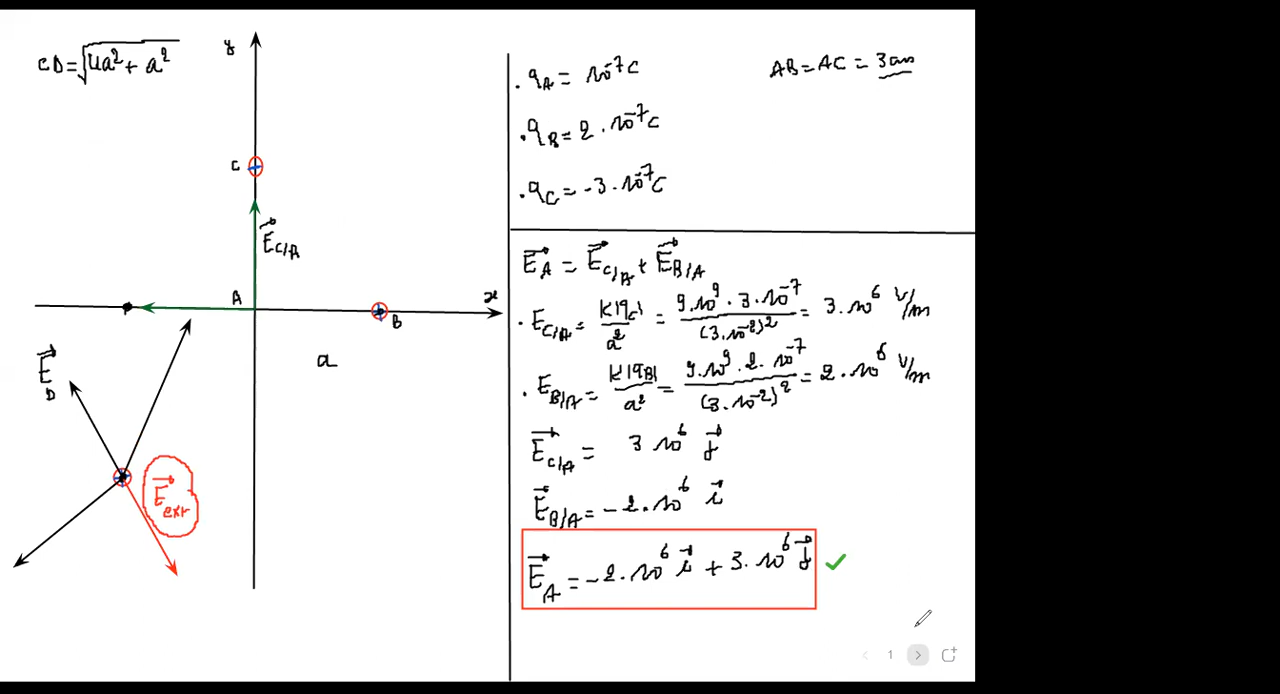 CD = √4a² + a²
y
C
E⃗ C/A
A
x
B
a
E⃗ D
E⃗ ext
. qA = 10⁻⁷ C
AB = AC = 3cm
. qB = 2 . 10⁻⁷ C
. qC = -3 . 10⁻⁷ C
E⃗A = E⃗C/A + E⃗B/A
. EC/A = K|qC|/a² = 9.10⁹ . 3 . 10⁻⁷/(3.10⁻²)² = 3 . 10⁶ V/m
. EB/A = K|qB|/a² = 9.10⁹ . 2 . 10⁻⁷/(3.10⁻²)² = 2 . 10⁶ V/m
E⃗C/A = 3 10⁶ j⃗
E⃗B/A = -2 . 10⁶ i⃗
E⃗A = -2 . 10⁶ i⃗ + 3 . 10⁶ j⃗
1